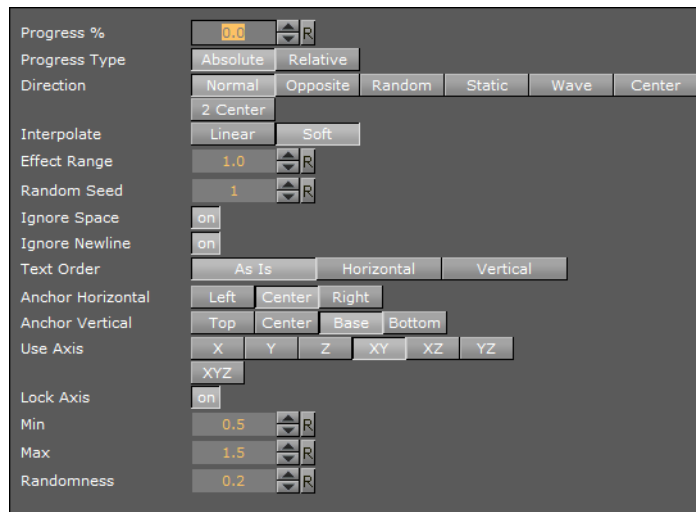 Progress % 0.0 R
Progress Type Absolute Relative
Direction Normal Opposite Random Static Wave Center
2 Center
Interpolate Linear Soft
Effect Range 1.0 R
Random Seed 1 R
Ignore Space on
Ignore Newline on
Text Order As Is Horizontal Vertical
Anchor Horizontal Left Center Right
Anchor Vertical Top Center Base Bottom
Use Axis X Y Z XY XZ YZ
XYZ
Lock Axis on
Min 0.5 R
Max 1.5 R
Randomness 0.2 R